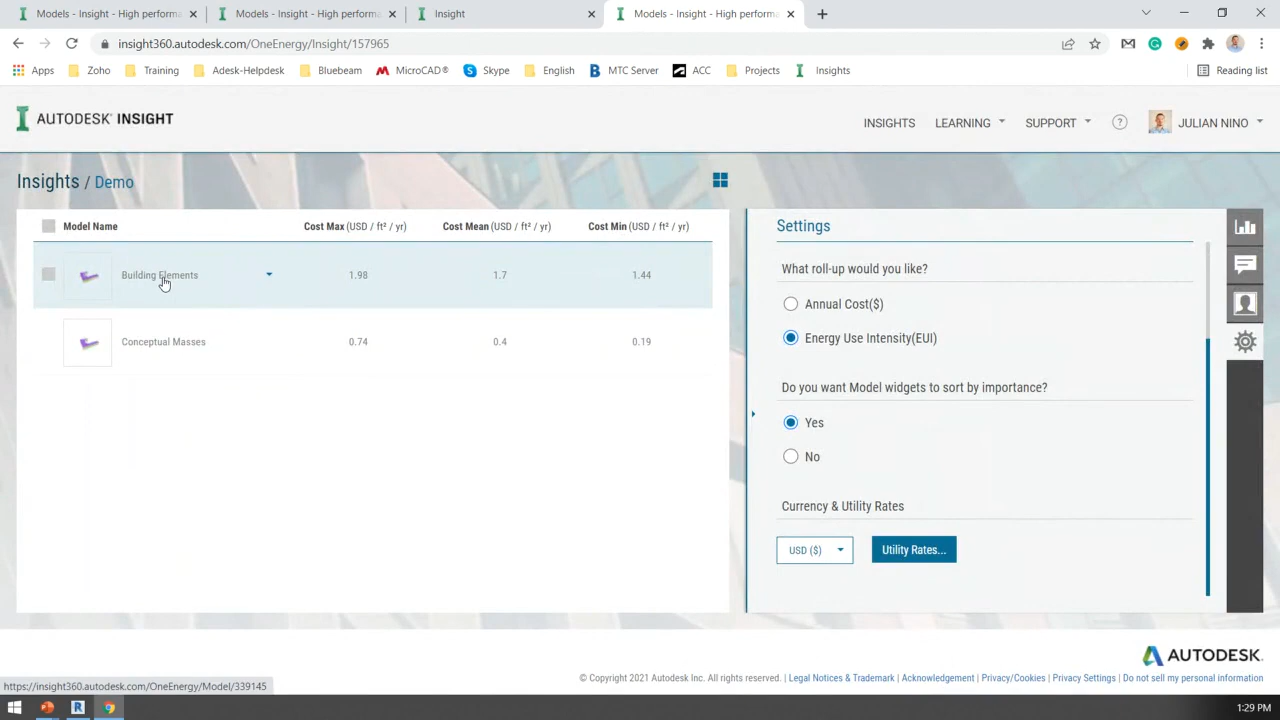 Models - Insight - High performa
Models - Insight - High performa
Insight
Models - Insight - High performa
insight360.autodesk.com/OneEnergy/Insight/157965
Apps
Zoho
Training
Adesk-Helpdesk
Bluebeam
MicroCAD®
Skype
English
MTC Server
ACC
Projects
Insights
Reading list
AUTODESK® INSIGHT
INSIGHTS
LEARNING
SUPPORT
?
JULIAN NINO
Insights / Demo
Model Name
Cost Max (USD / ft² / yr)
Cost Mean (USD / ft² / yr)
Cost Min (USD / ft² / yr)
Building Elements
1.98
1.7
1.44
Conceptual Masses
0.74
0.4
0.19
Settings
What roll-up would you like?
Annual Cost($)
Energy Use Intensity(EUI)
Do you want Model widgets to sort by importance?
Yes
No
Currency & Utility Rates
USD ($)
Utility Rates...
AUTODESK.
© Copyright 2021 Autodesk Inc. All rights reserved. | Legal Notices & Trademark | Acknowledgement | Privacy/Cookies | Privacy Settings | Do not sell my personal information
https://insight360.autodesk.com/OneEnergy/Model/339145
1:29 PM